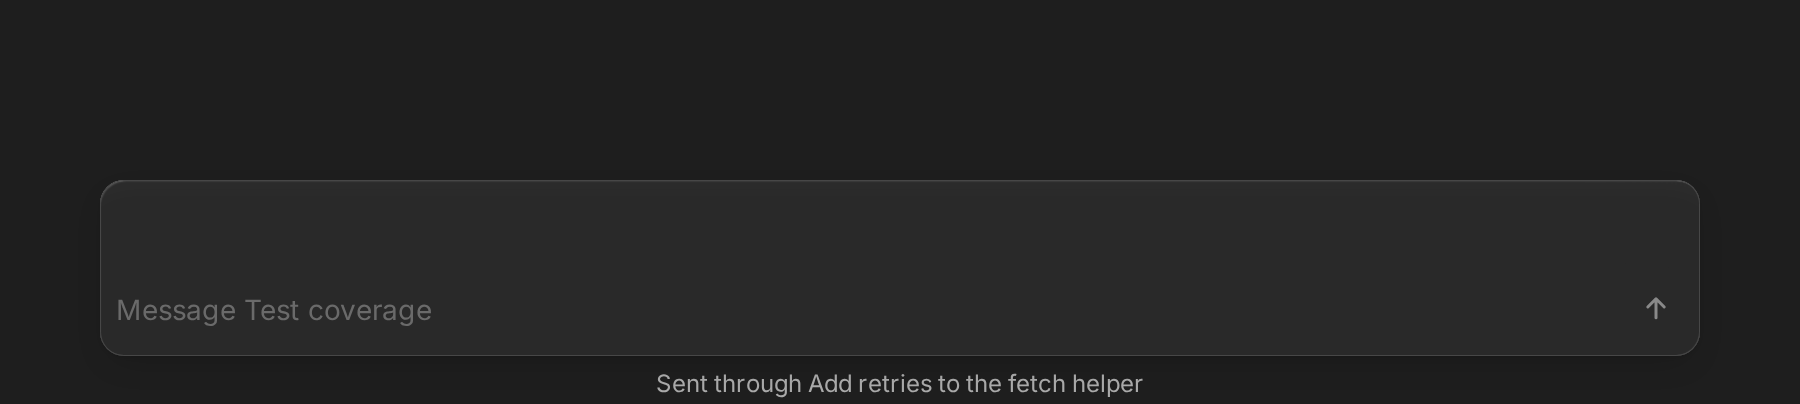 Message Test coverage
Sent through Add retries to the fetch helper